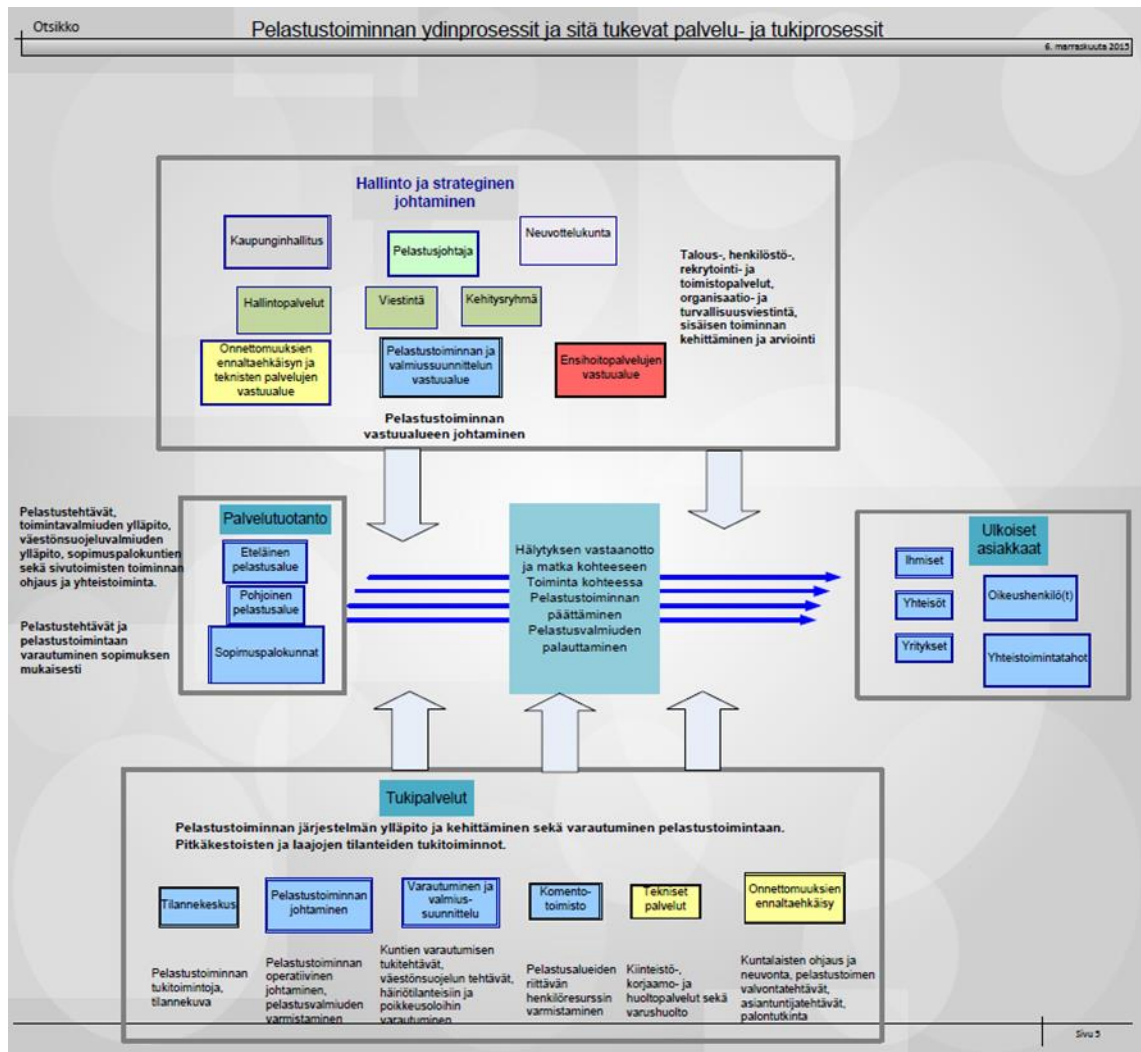 Otsikko
Pelastustoiminnan ydinprosessit ja sitä tukevat palvelu- ja tukiprosessit
6. marraskuuta 2015
Hallinto ja strateginen
johtaminen
Kaupunginhallitus
Pelastusjohtaja
Neuvottelukunta
Hallintopalvelut
Viestintä
Kehitysryhmä
Onnettomuuksien
ennaltaehkäisyn ja
teknisten palvelujen
vastuualue
Pelastustoiminnan ja
valmiussuunnittelun
vastuualue
Ensihoitopalvelujen
vastuualue
Talous-, henkilöstö-,
rekrytointi- ja
toimistopalvelut,
organisaatio- ja
turvallisuusviestintä,
sisäisen toiminnan
kehittäminen ja arviointi
Pelastustoiminnan
vastuualueen johtaminen
Pelastustehtävät,
toimintavalmiuden ylläpito,
väestönsuojeluvalmiuden
ylläpito, sopimuspalokuntien
sekä sivutoimisten toiminnan
ohjaus ja yhteistoiminta.
Pelastustehtävät ja
pelastustoimintaan
varautuminen sopimuksen
mukaisesti
Palvelutuotanto
Eteläinen
pelastusalue
Pohjoinen
pelastusalue
Sopimuspalokunnat
Hälytyksen vastaanotto
ja matka kohteeseen
Toiminta kohteessa
Pelastustoiminnan
päättäminen
Pelastusvalmiuden
palauttaminen
Ulkoiset
asiakkaat
Ihmiset
Yhteisöt
Yritykset
Oikeushenkilö(t)
Yhteistoimintatahot
Tukipalvelut
Pelastustoiminnan järjestelmän ylläpito ja kehittäminen sekä varautuminen pelastustoimintaan.
Pitkäkestoisten ja laajojen tilanteiden tukitoiminnot.
Tilannekeskus
Pelastustoiminnan
johtaminen
Varautuminen ja
valmius-
suunnittelu
Komento-
toimisto
Tekniset
palvelut
Onnettomuuksien
ennaltaehkäisy
Pelastustoiminnan
tukitoimintoja,
tilannekuva
Pelastustoiminnan
operatiivinen
johtaminen,
pelastusvalmiuden
varmistaminen
Kuntien varautumisen
tukitehtävät,
väestönsuojelun tehtävät,
häiriötilanteisiin ja
poikkeusoloihin
varautuminen
Pelastusalueiden
riittävän
henkilöresurssin
varmistaminen
Kiinteistö-,
korjaamo- ja
huoltopalvelut sekä
varushuolto
Kuntalaisten ohjaus ja
neuvonta, pelastustoimen
valvontatehtävät,
asiantuntijatehtävät,
palontutkinta
Sivu 5